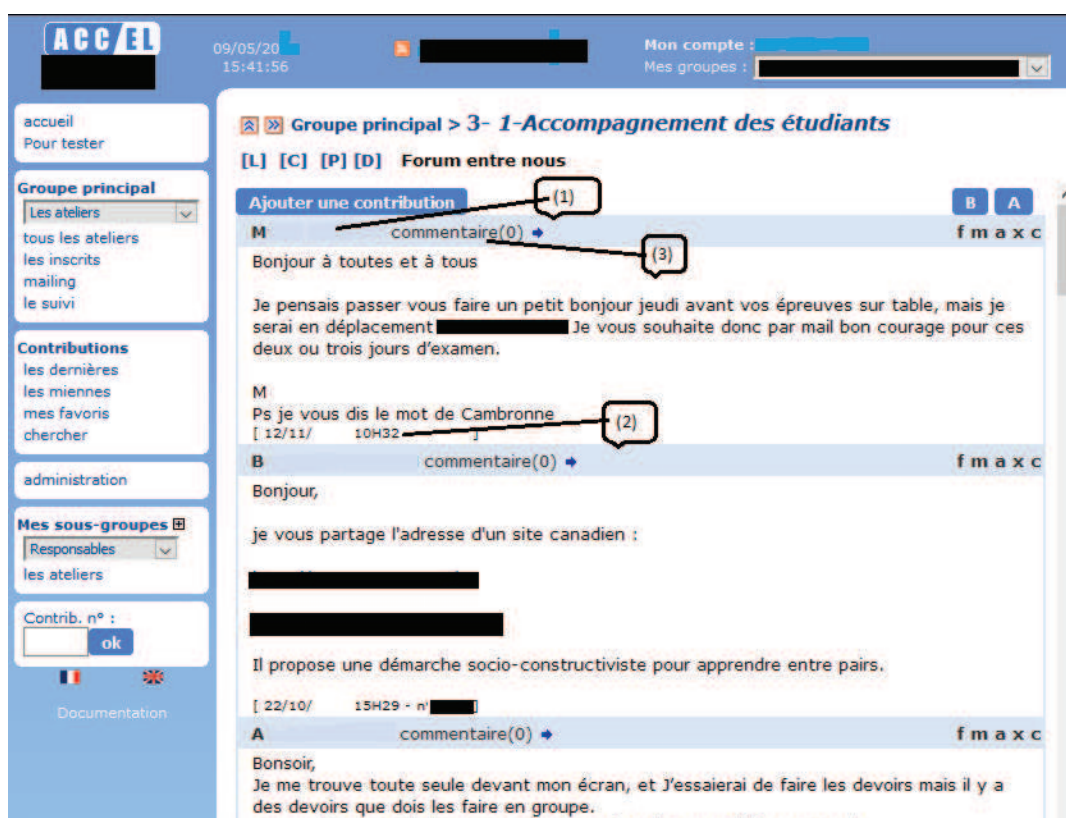 ACC/EL
09/05/20
15:41:56
Mon compte :
Mes groupes :
accueil
Pour tester
Groupe principal
Les ateliers
tous les ateliers
les inscrits
mailing
le suivi
Contributions
les dernières
les miennes
mes favoris
chercher
administration
Mes sous-groupes
Responsables
les ateliers
Contrib. n° :
ok
Documentation
Groupe principal > 3- 1-Accompagnement des étudiants
[L] [C] [P] [D] Forum entre nous
Ajouter une contribution (1) B A
M commentaire(0) f m a x c
(3)
Bonjour à toutes et à tous
Je pensais passer vous faire un petit bonjour jeudi avant vos épreuves sur table, mais je
serai en déplacement Je vous souhaite donc par mail bon courage pour ces
deux ou trois jours d'examen.
M
Ps je vous dis le mot de Cambronne
(2)
[ 12/11/ 10H32 ]
B commentaire(0) f m a x c
Bonjour,
je vous partage l'adresse d'un site canadien :
Il propose une démarche socio-constructiviste pour apprendre entre pairs.
[ 22/10/ 15H29 - n° ]
A commentaire(0) f m a x c
Bonsoir,
Je me trouve toute seule devant mon écran, et J'essaierai de faire les devoirs mais il y a
des devoirs que dois les faire en groupe.